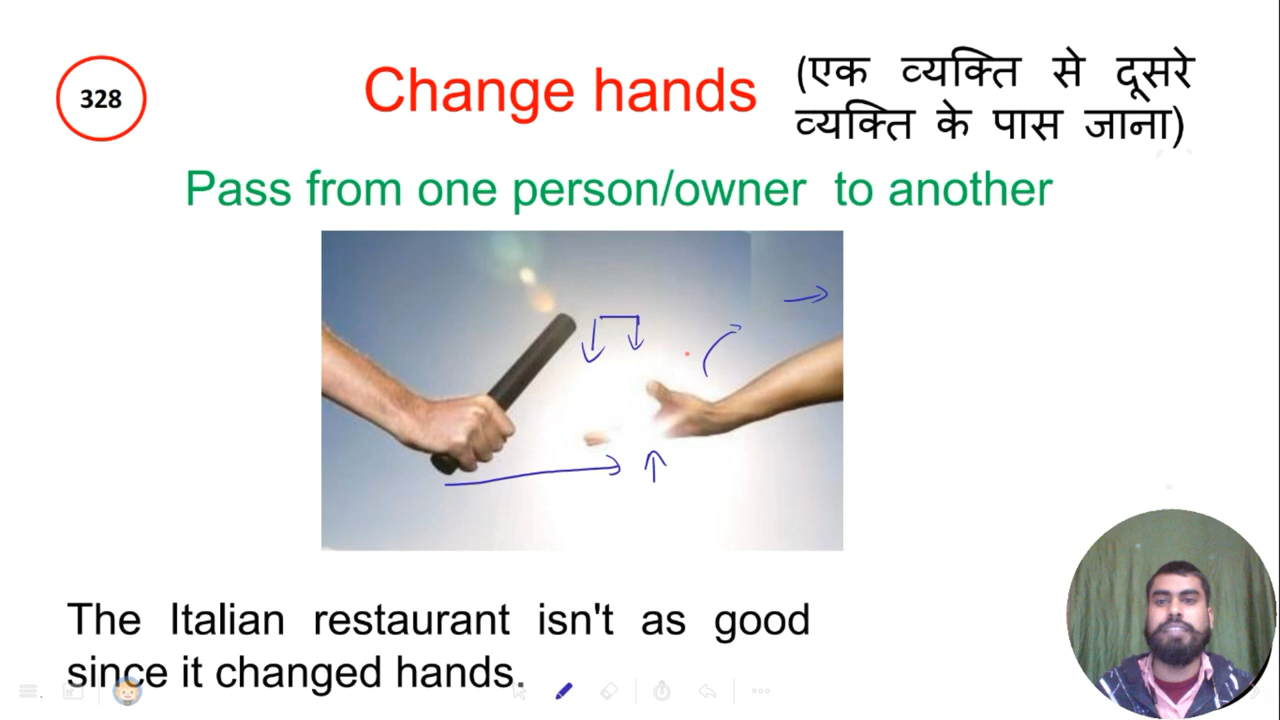 328
Change hands
(एक व्यक्ति से दूसरे
व्यक्ति के पास जाना)
Pass from one person/owner to another
The Italian restaurant isn't as good
since it changed hands.